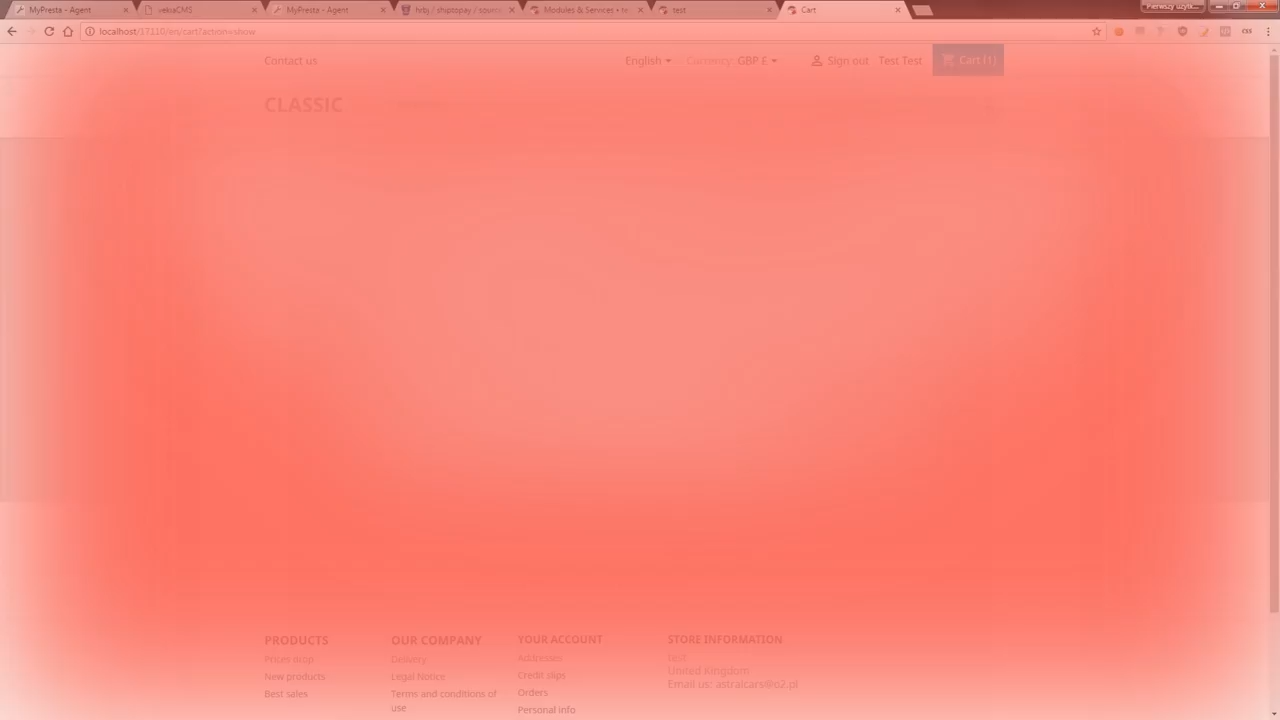 MyPresta - Agent
vekiaCMS
MyPresta - Agent
Modules & Services • te
test
Cart
localhost/17110/en/cart?action=show
Contact us
English
Currency: GBP £
Sign out
Test Test
Cart (1)
CLASSIC
PRODUCTS
Prices drop
New products
Best sales
OUR COMPANY
Delivery
Legal Notice
Terms and conditions of
use
YOUR ACCOUNT
Addresses
Credit slips
Orders
Personal info
STORE INFORMATION
test
United Kingdom
Email us: astralcars@o2.pl